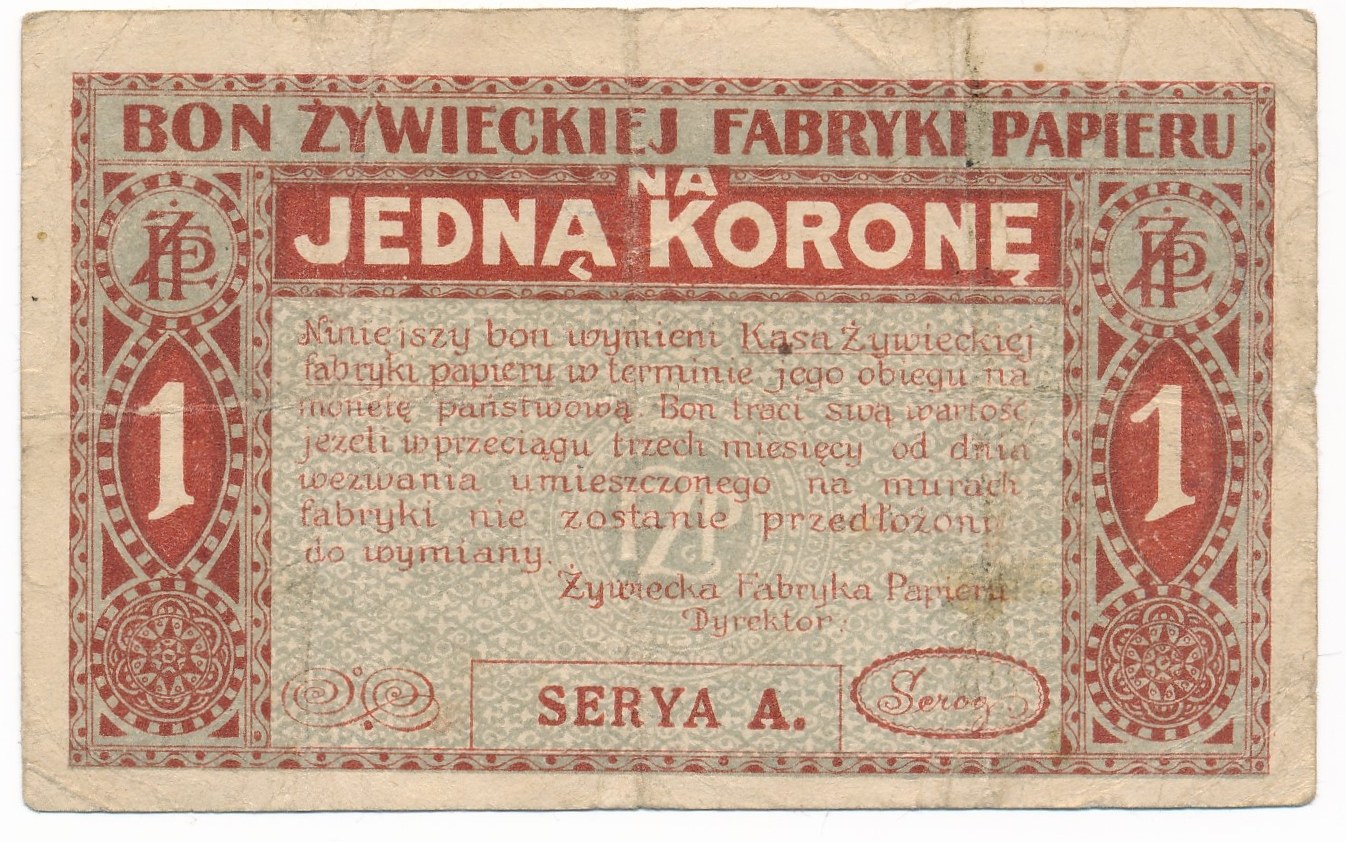 BON ŻYWIECKIEJ FABRYKI PAPIERU
NA
JEDNĄ KORONĘ
ŻFP
ŻFP
Niniejszy bon wymieni Kasa Żywieckiej
fabryki papieru w terminie jego obiegu na
monetę państwową. Bon traci swą wartość,
jeżeli w przeciągu trzech miesięcy od dnia
wezwania umieszczonego na murach
fabryki nie zostanie przedłożony
do wymiany.
1
1
Żywiecka Fabryka Papieru
Dyrektor:
SERYA A.